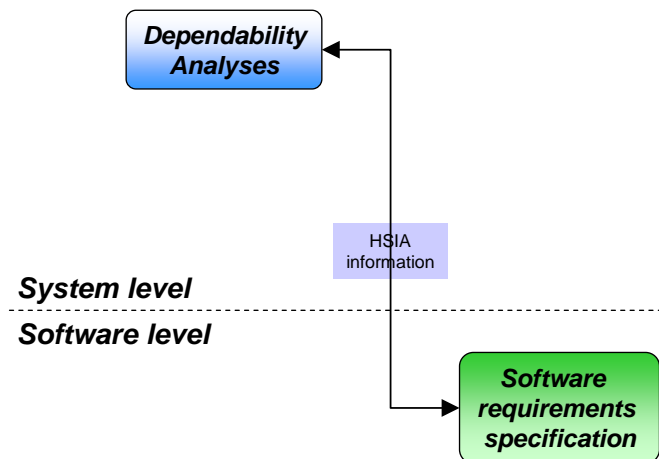 Dependability
Analyses
HSIA
information
System level
Software level
Software
requirements
specification